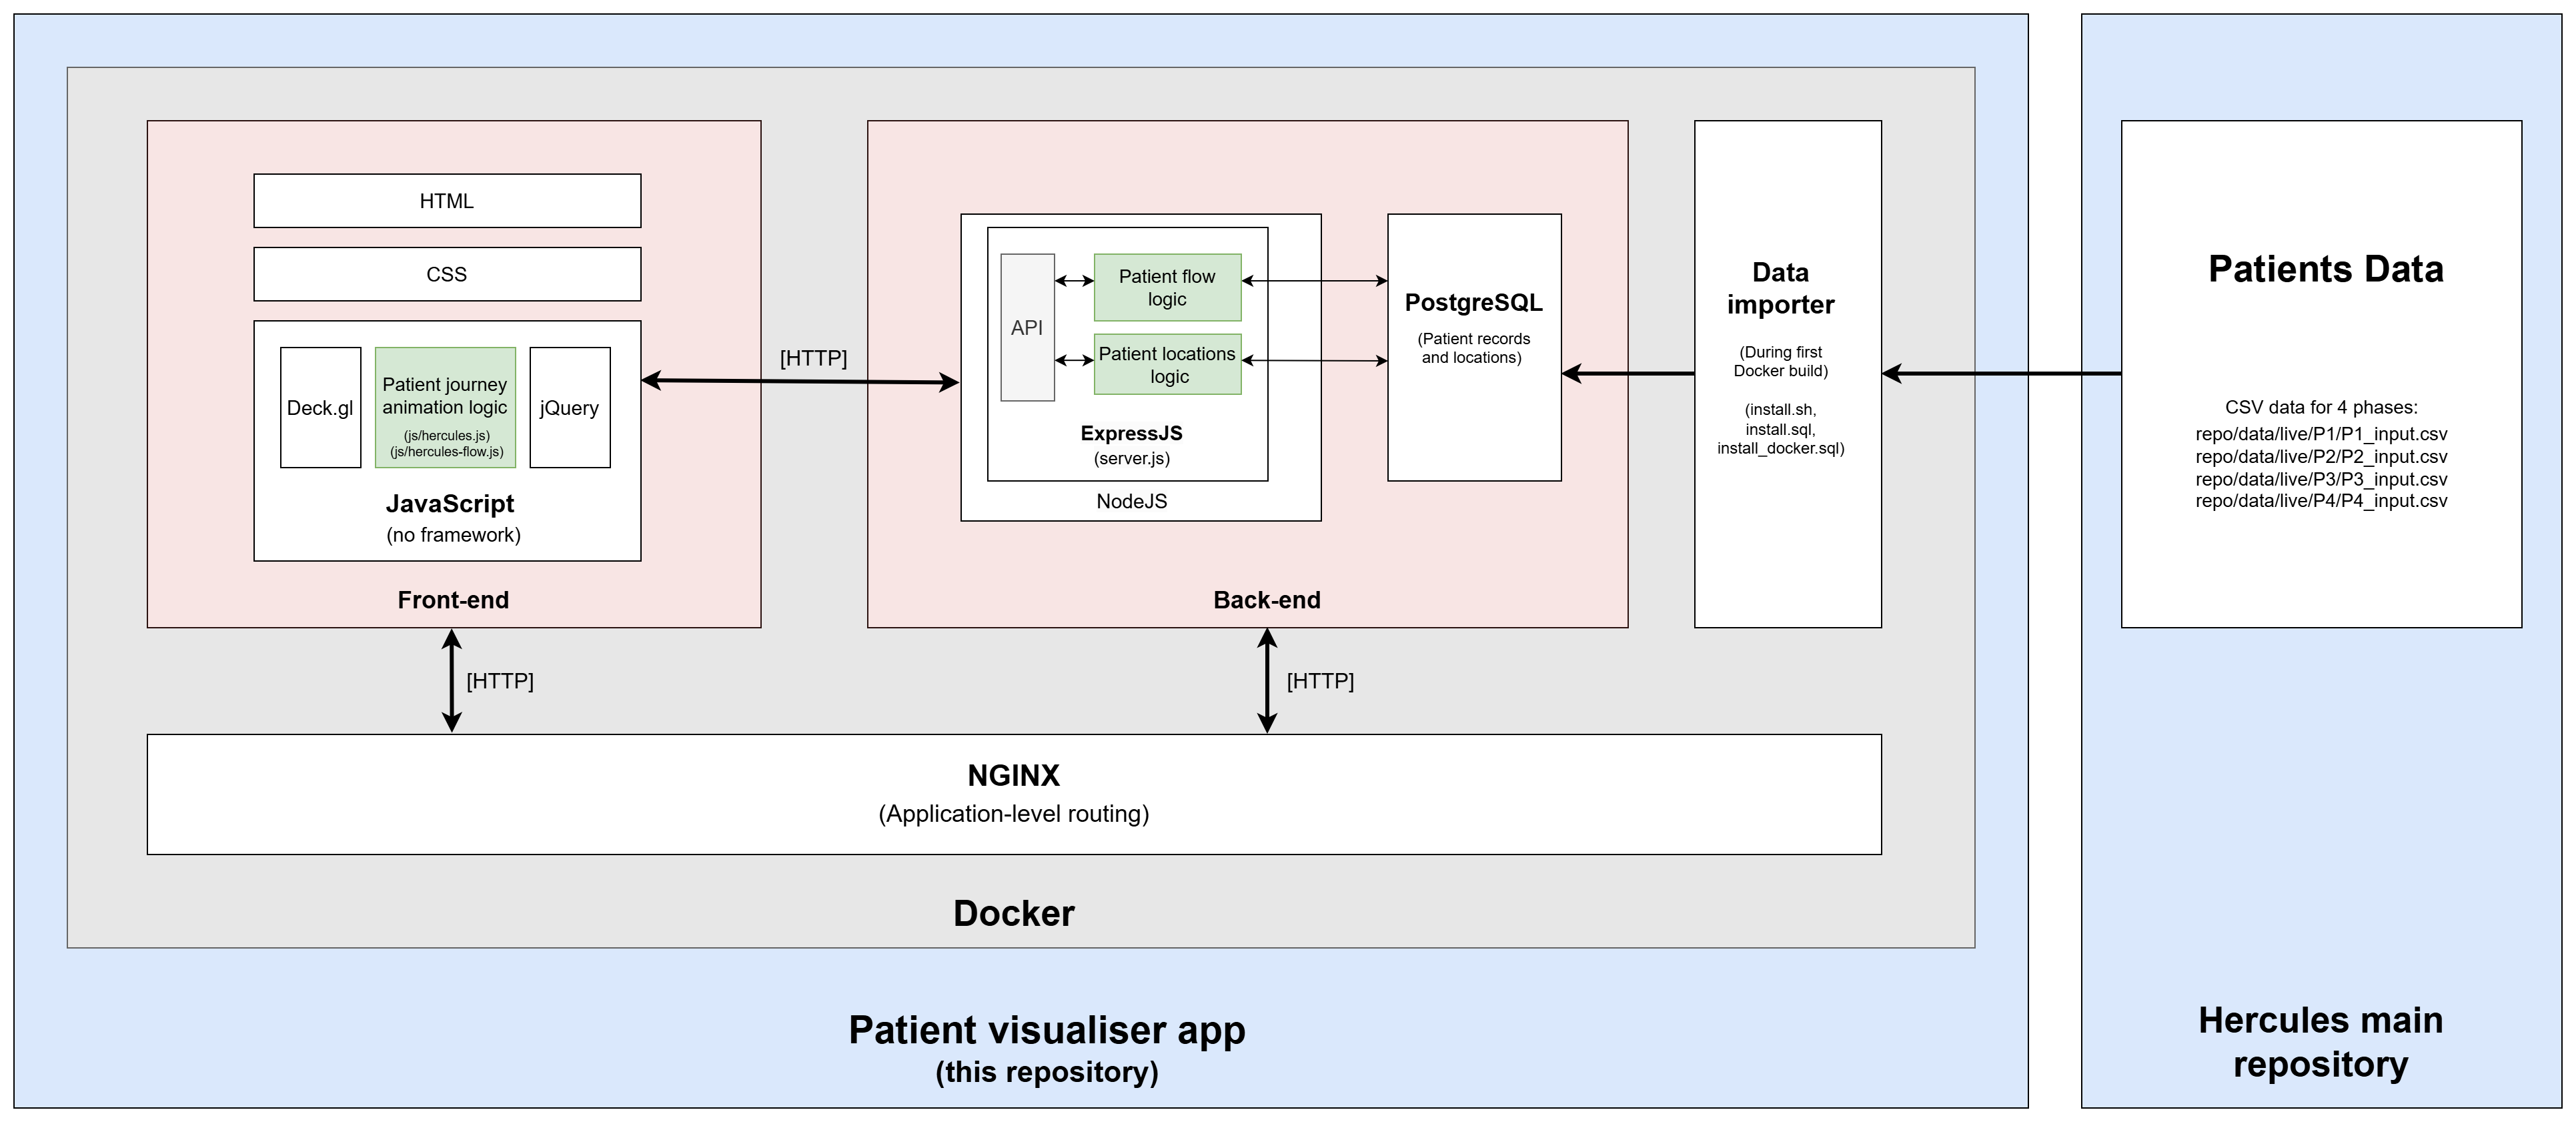 HTML
CSS
Deck.gl
Patient journey
animation logic
(js/hercules.js)
(js/hercules-flow.js)
jQuery
JavaScript
(no framework)
Front-end
[HTTP]
API
Patient flow
logic
Patient locations
logic
ExpressJS
(server.js)
NodeJS
PostgreSQL
(Patient records
and locations)
Back-end
Data
importer
(During first
Docker build)
(install.sh,
install.sql,
install_docker.sql)
Patients Data
CSV data for 4 phases:
repo/data/live/P1/P1_input.csv
repo/data/live/P2/P2_input.csv
repo/data/live/P3/P3_input.csv
repo/data/live/P4/P4_input.csv
[HTTP]
[HTTP]
NGINX
(Application-level routing)
Docker
Patient visualiser app
(this repository)
Hercules main
repository